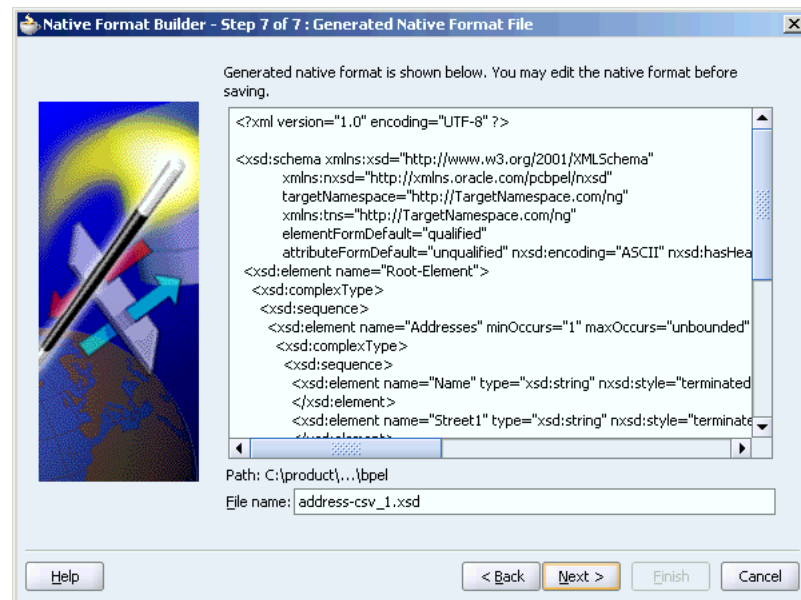 Native Format Builder - Step 7 of 7 : Generated Native Format File
Generated native format is shown below. You may edit the native format before
saving.
<?xml version="1.0" encoding="UTF-8" ?>
<xsd:schema xmlns:xsd="http://www.w3.org/2001/XMLSchema"
xmlns:nxsd="http://xmlns.oracle.com/pcbpel/nxsd"
targetNamespace="http://TargetNamespace.com/ng"
xmlns:tns="http://TargetNamespace.com/ng"
elementFormDefault="qualified"
attributeFormDefault="unqualified" nxsd:encoding="ASCII" nxsd:hasHea
<xsd:element name="Root-Element">
<xsd:complexType>
<xsd:sequence>
<xsd:element name="Addresses" minOccurs="1" maxOccurs="unbounded"
<xsd:complexType>
<xsd:sequence>
<xsd:element name="Name" type="xsd:string" nxsd:style="terminated
</xsd:element>
<xsd:element name="Street1" type="xsd:string" nxsd:style="terminate
</xsd:element>
Path: C:\product\...\bpel
File name: address-csv_1.xsd
Help
< Back
Next >
Finish
Cancel